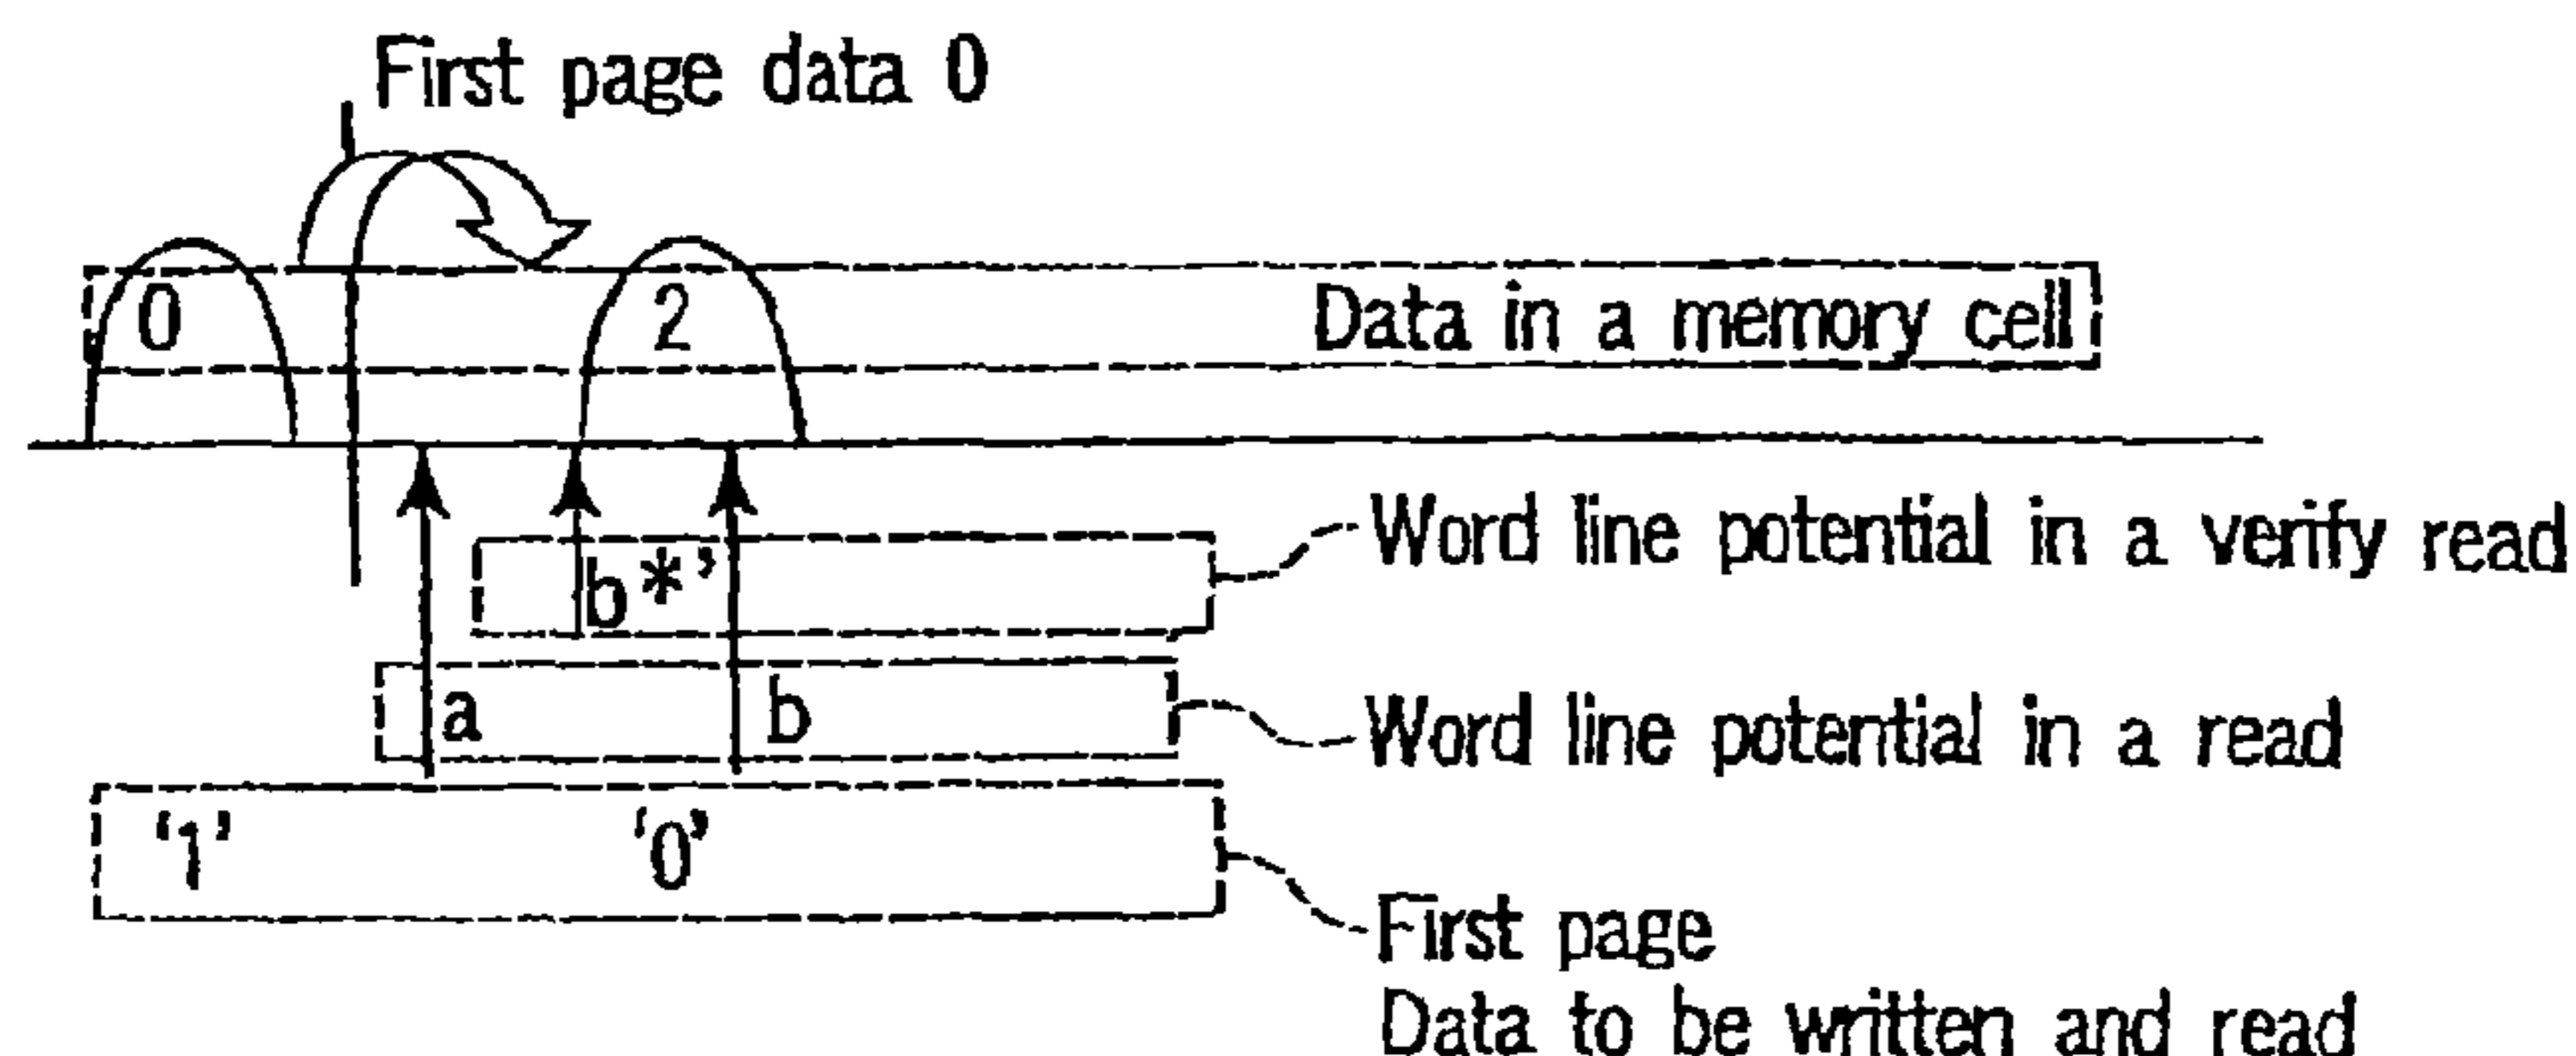 First page data 0
0 2 Data in a memory cell
b*’ Word line potential in a verify read
a b Word line potential in a read
‘1’ ‘0’
First page
Data to be written and read